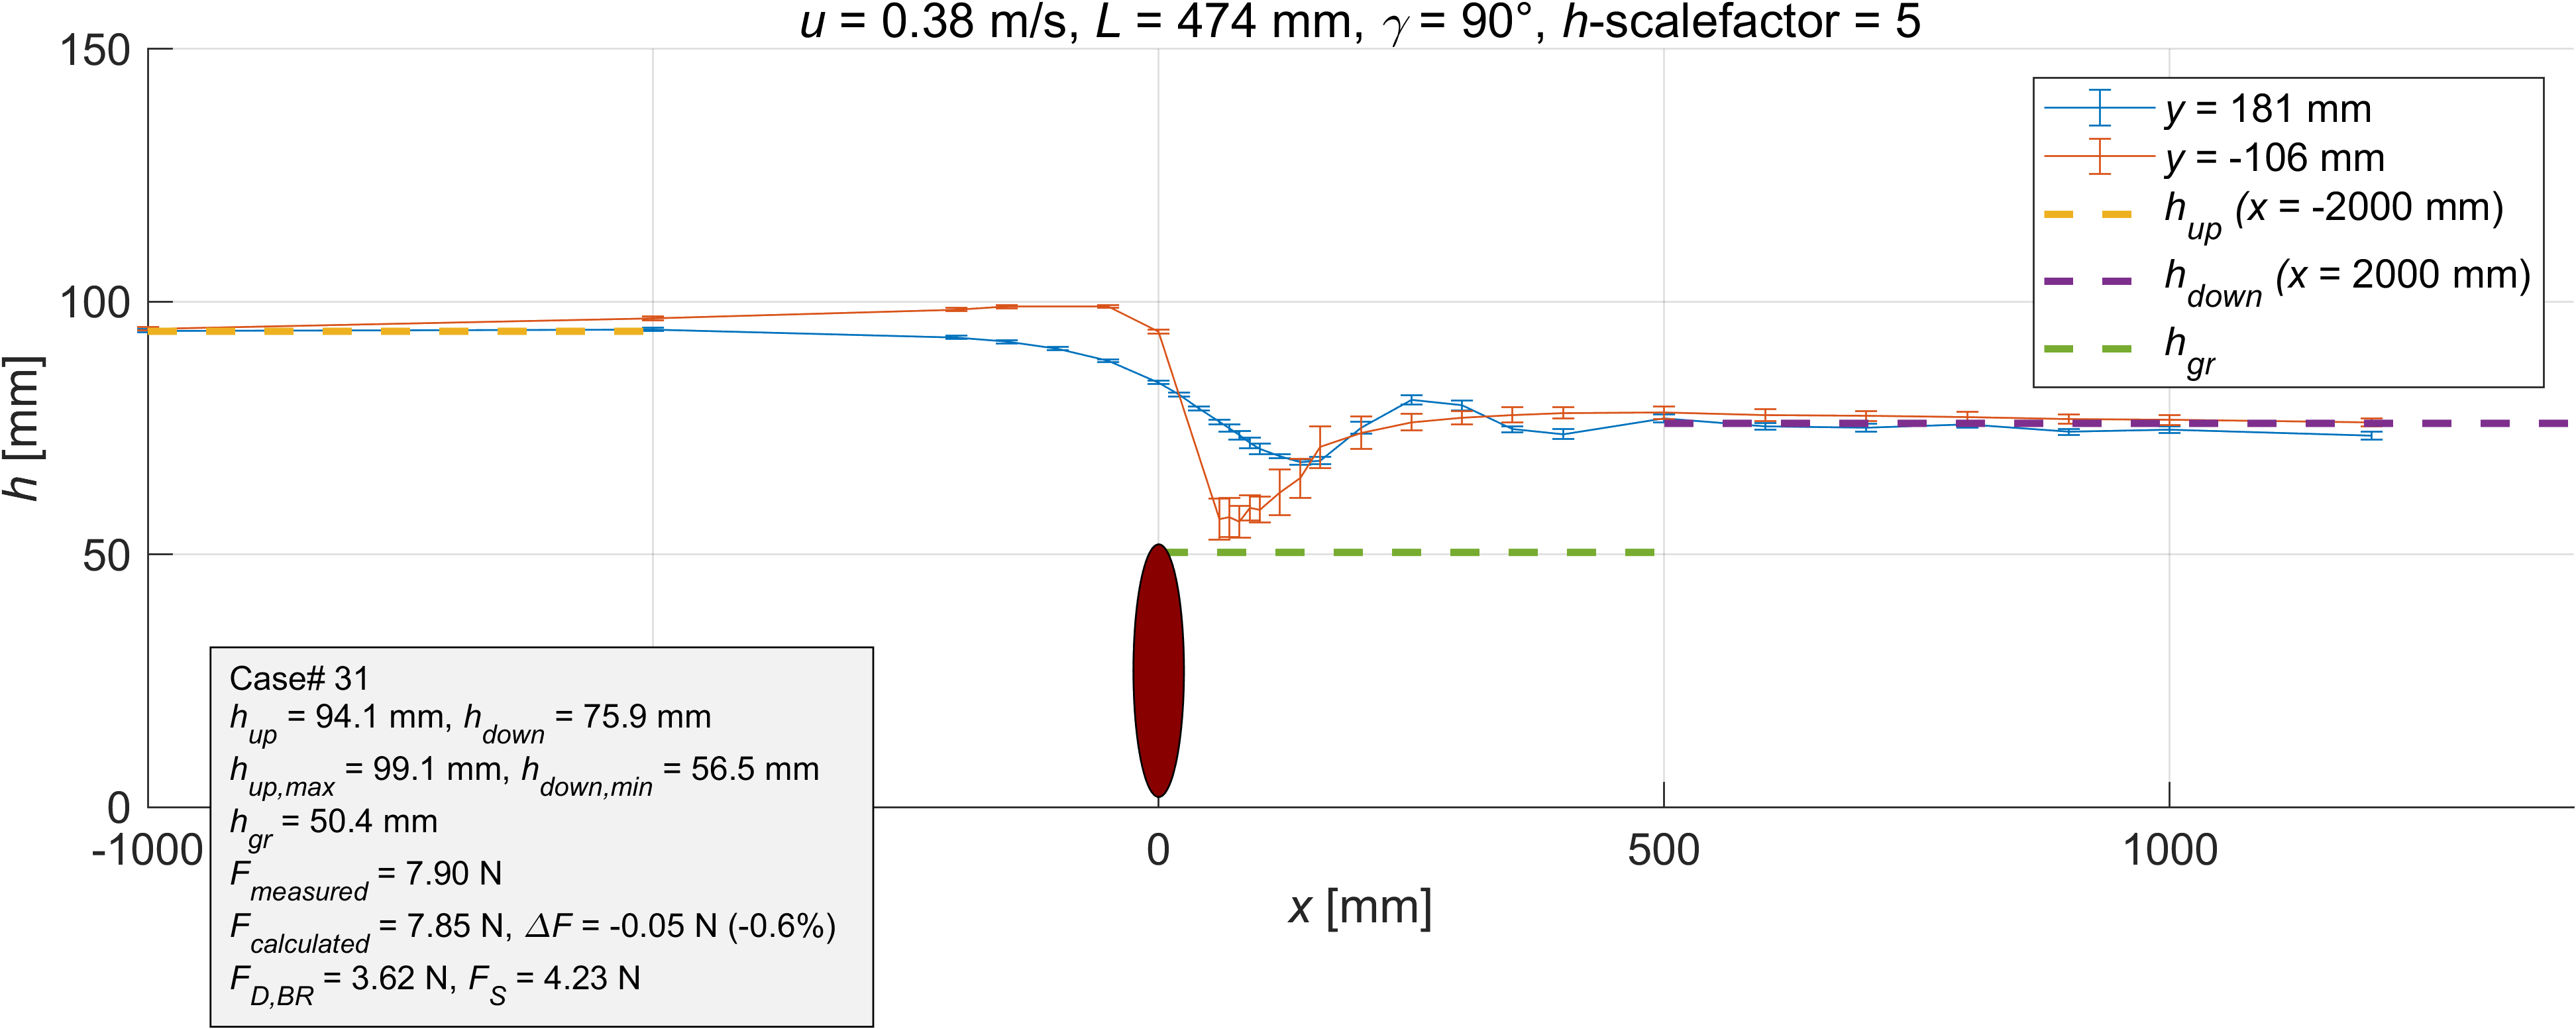 u = 0.38 m/s, L = 474 mm, γ = 90°, h-scalefactor = 5
150
100
50
0
h [mm]
-1000
0
500
1000
x [mm]
y = 181 mm
y = -106 mm
h_up (x = -2000 mm)
h_down (x = 2000 mm)
h_gr
Case# 31
h_up = 94.1 mm, h_down = 75.9 mm
h_up,max = 99.1 mm, h_down,min = 56.5 mm
h_gr = 50.4 mm
F_measured = 7.90 N
F_calculated = 7.85 N, ΔF = -0.05 N (-0.6%)
F_D,BR = 3.62 N, F_S = 4.23 N